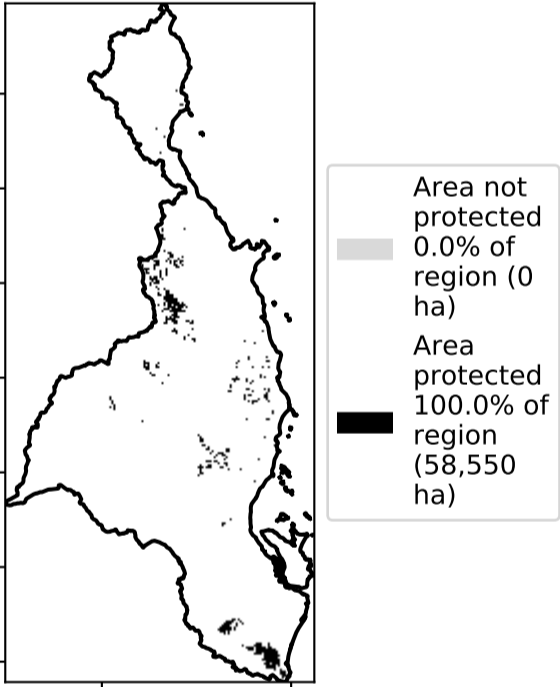 Area not
protected
0.0% of
region (0
ha)
Area
protected
100.0% of
region
(58,550
ha)